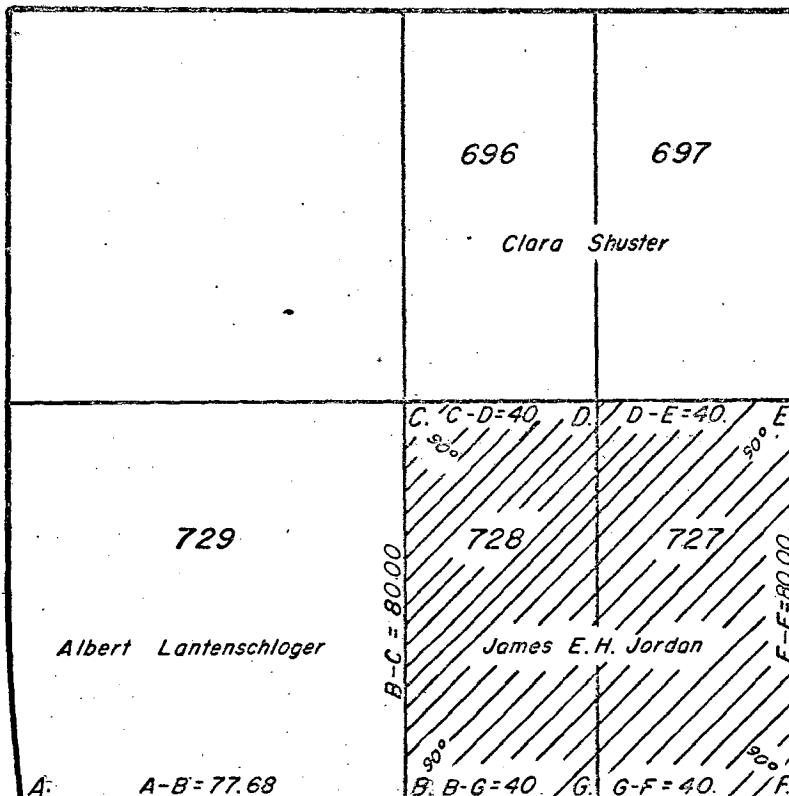 696 697
Clara Shuster
C. C-D=40. D. D-E=40. E
90° 90°
729 728 727
B-C = 80.00
F-F=80.00
Albert Lantenschloger James E. H. Jordan
90° 90°
A. A-B=77.68 B. B-G=40. G. G-F=40. F.